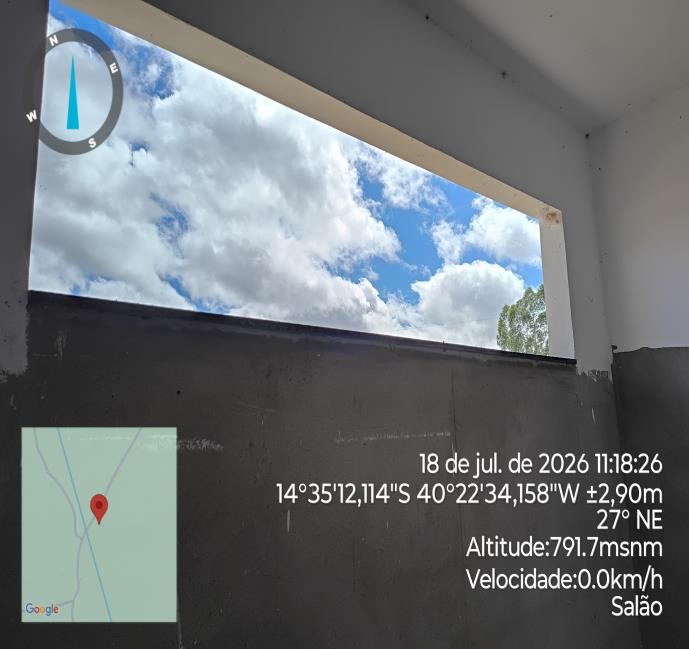 N
E
W
S
18 de jul. de 2026 11:18:26
14°35'12,114"S 40°22'34,158"W ±2,90m
27° NE
Altitude:791.7msnm
Velocidade:0.0km/h
Salão
Google